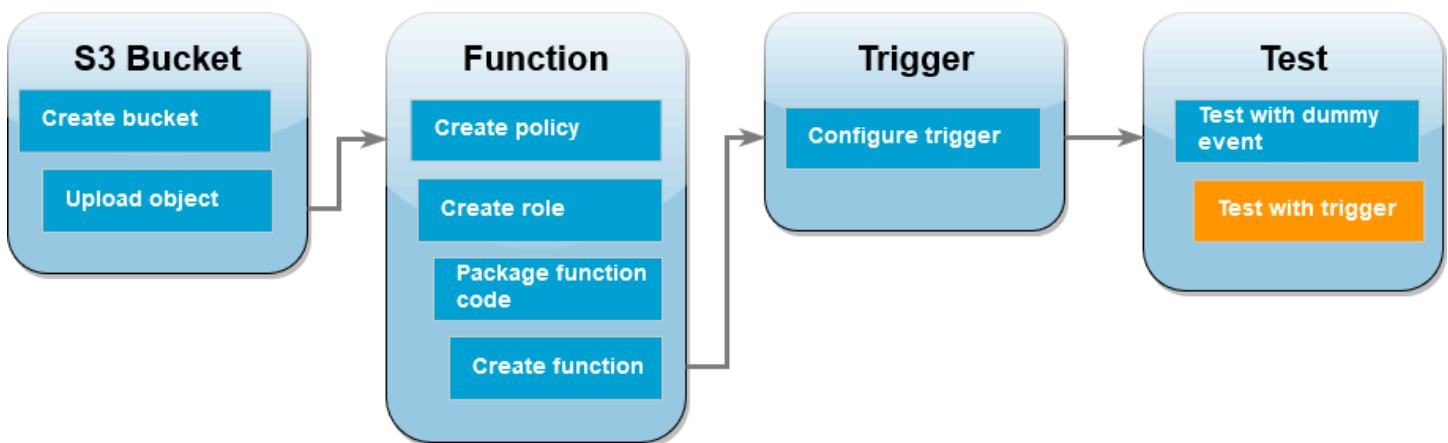 S3 Bucket
Create bucket
Upload object
Function
Create policy
Create role
Package function
code
Create function
Trigger
Configure trigger
Test
Test with dummy
event
Test with trigger